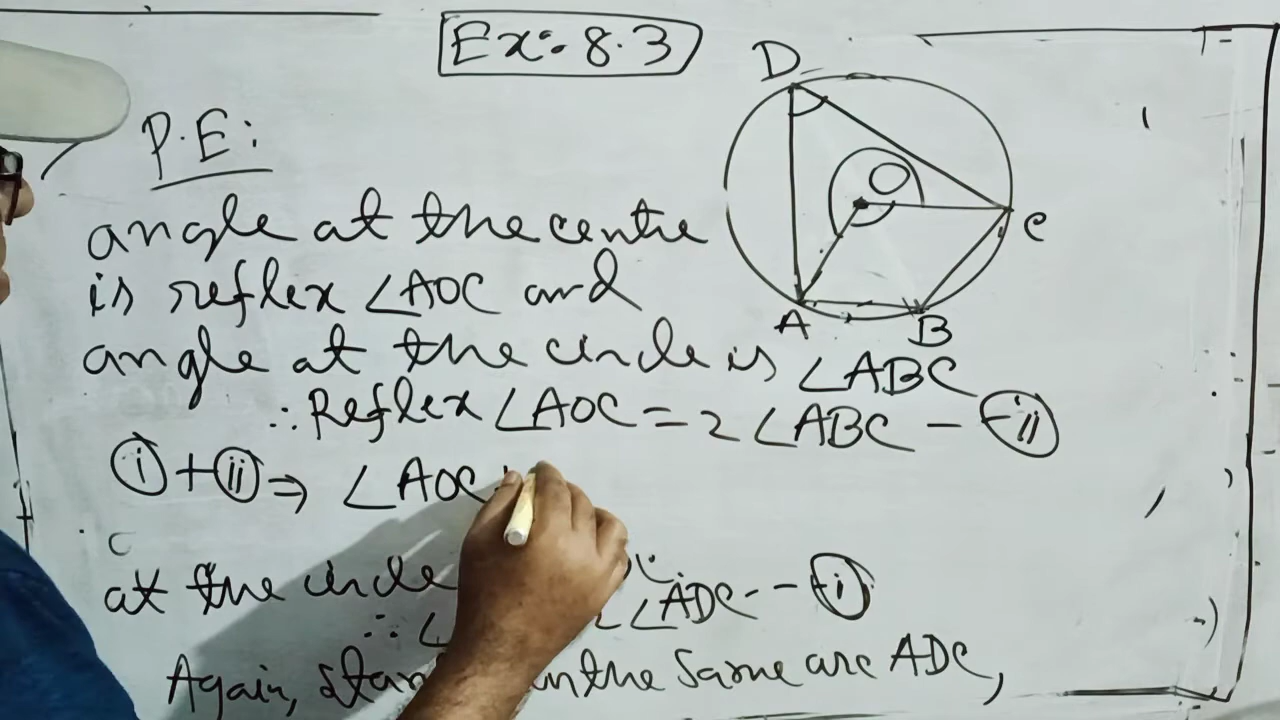 Ex:- 8.3
P.E:
angle at the centre
is reflex ∠AOC and
angle at the circle is ∠ABC
∴ Reflex ∠AOC = 2 ∠ABC - (ii)
(i) + (ii) ⇒ ∠AOC
at the circle
∴ ∠ ∠ADC - - (i)
Again, on the same arc ADC,
D
O
C
A
B